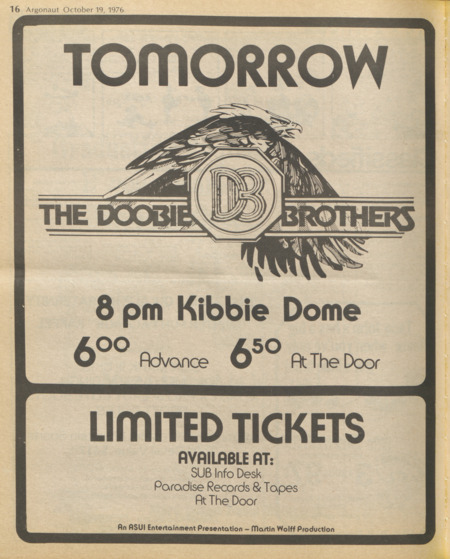 16 Argonaut October 19, 1976
TOMORROW
DB
THE DOOBIE BROTHERS
8 pm Kibbie Dome
6⁰⁰ Advance 6⁵⁰ At The Door
LIMITED TICKETS
AVAILABLE AT:
SUB Info Desk
Paradise Records & Tapes
At The Door
An ASUI Entertainment Presentation – Martin Wolff Production